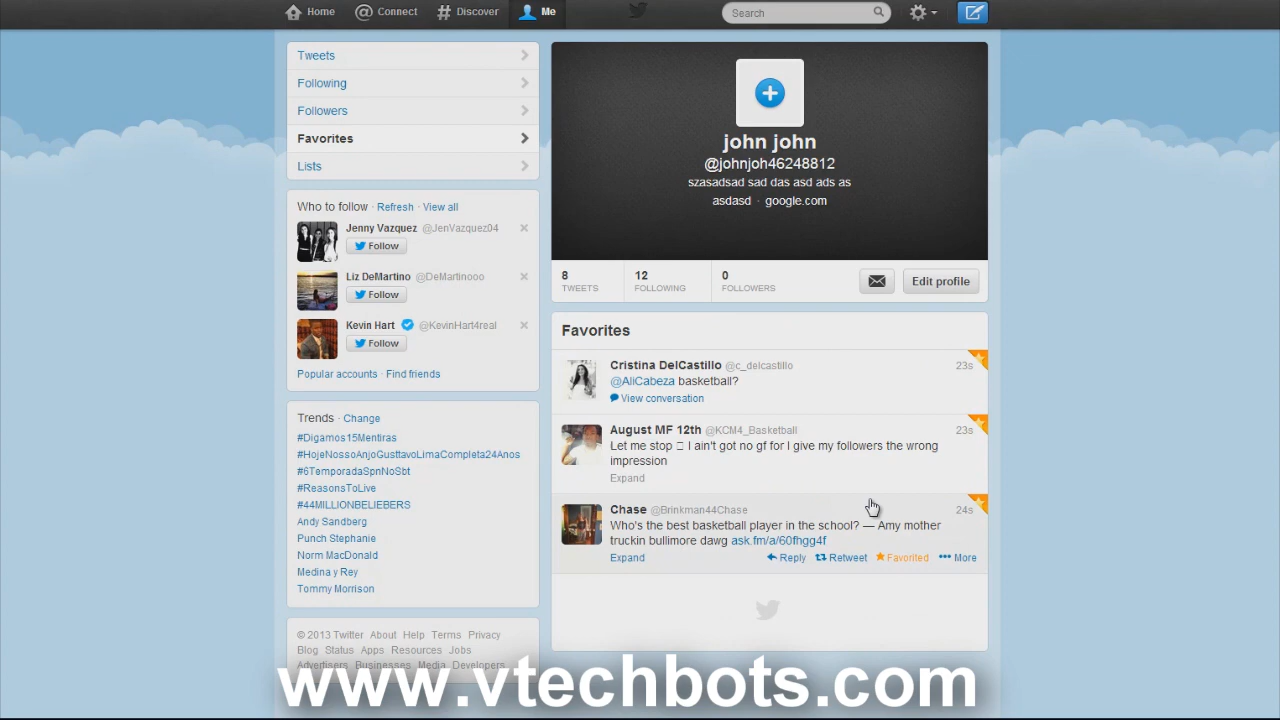 Home
Connect
Discover
Me
Search
Tweets
Following
Followers
Favorites
Lists
Who to follow · Refresh · View all
Jenny Vazquez @JenVazquez04
Follow
Liz DeMartino @DeMartinooo
Follow
Kevin Hart @KevinHart4real
Follow
Popular accounts · Find friends
Trends · Change
#Digamos15Mentiras
#HojeNossoAnjoGusttavoLimaCompleta24Anos
#6TemporadaSpnNoSbt
#ReasonsToLive
#44MILLIONBELIEBERS
Andy Sandberg
Punch Stephanie
Norm MacDonald
Medina y Rey
Tommy Morrison
© 2013 Twitter About Help Terms Privacy
Blog Status Apps Resources Jobs
Advertisers Businesses Media Developers
john john
@johnjoh46248812
szasadsad sad das asd ads as
asdasd · google.com
8
TWEETS
12
FOLLOWING
0
FOLLOWERS
Edit profile
Favorites
Cristina DelCastillo @c_delcastillo 23s
@AliCabeza basketball?
View conversation
August MF 12th @KCM4_Basketball 23s
Let me stop I ain't got no gf for I give my followers the wrong
impression
Expand
Chase @Brinkman44Chase 24s
Who's the best basketball player in the school? — Amy mother
truckin bullimore dawg ask.fm/a/60fhgg4f
Expand Reply Retweet Favorited More
www.vtechbots.com